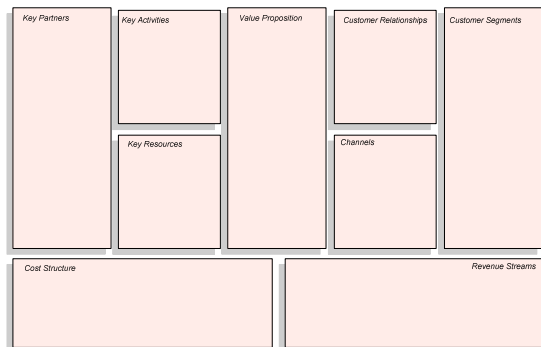 Key Partners
Key Activities
Value Proposition
Customer Relationships
Customer Segments
Key Resources
Channels
Cost Structure
Revenue Streams